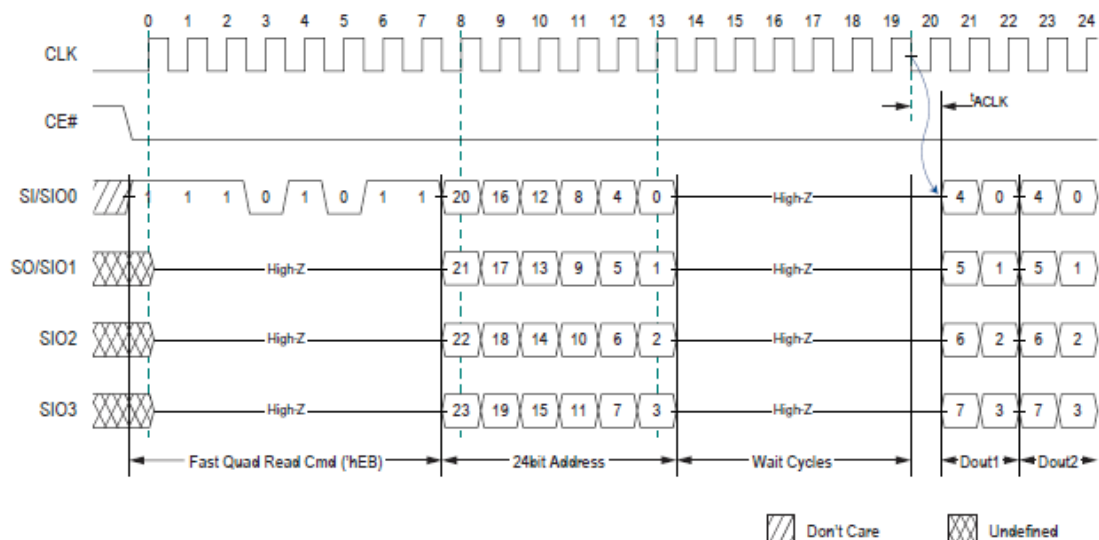 0 1 2 3 4 5 6 7 8 9 10 11 12 13 14 15 16 17 18 19 20 21 22 23 24
CLK
tACLK
CE#
SI/SIO0 1 1 1 0 1 0 1 1 20 16 12 8 4 0 High-Z 4 0 4 0
SO/SIO1 High-Z 21 17 13 9 5 1 High-Z 5 1 5 1
SIO2 High-Z 22 18 14 10 6 2 High-Z 6 2 6 2
SIO3 High-Z 23 19 15 11 7 3 High-Z 7 3 7 3
Fast Quad Read Cmd ('hEB) 24bit Address Wait Cycles Dout1 Dout2
Don't Care Undefined